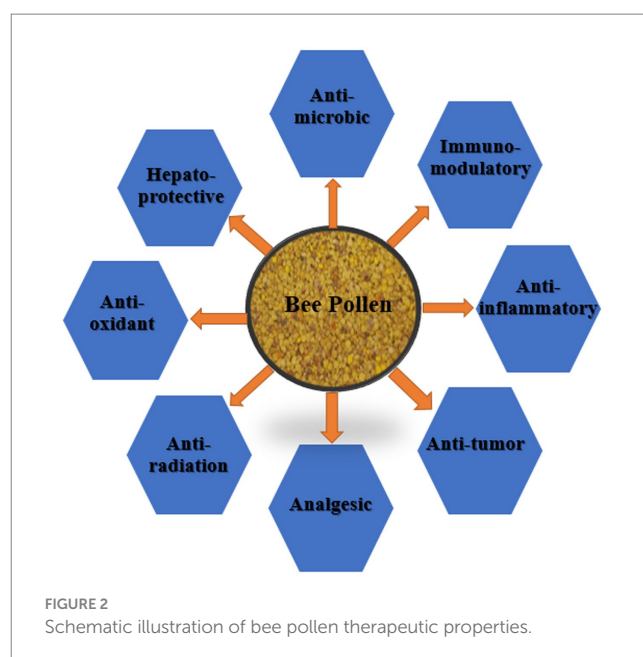 Anti-
microbic
Immuno-
modulatory
Hepato-
protective
Anti-
inflammatory
Bee Pollen
Anti-
oxidant
Anti-tumor
Anti-
radiation
Analgesic
FIGURE 2
Schematic illustration of bee pollen therapeutic properties.